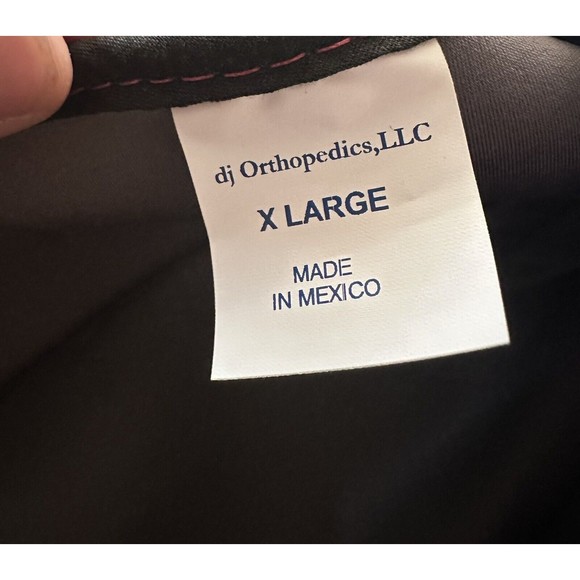 dj Orthopedics,LLC
X LARGE
MADE
IN MEXICO